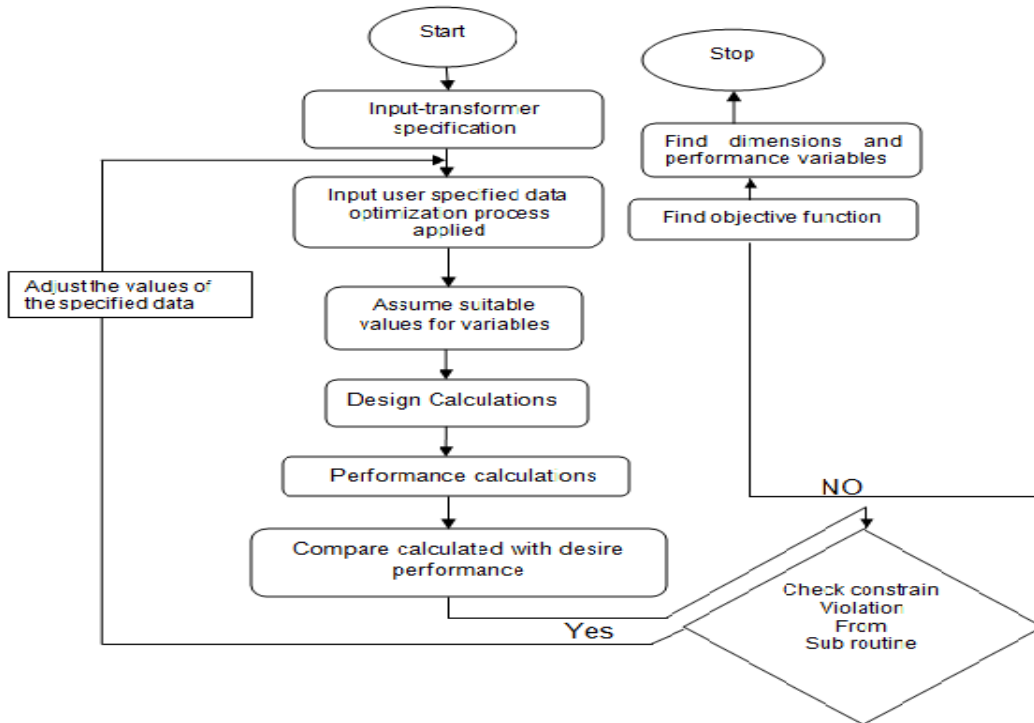 Start
Input-transformer
specification
Input user specified data
optimization process
applied
Assume suitable
values for variables
Design Calculations
Performance calculations
Compare calculated with desire
performance
Yes
Adjust the values of
the specified data
Check constrain
Violation
From
Sub routine
NO
Find objective function
Find dimensions and
performance variables
Stop